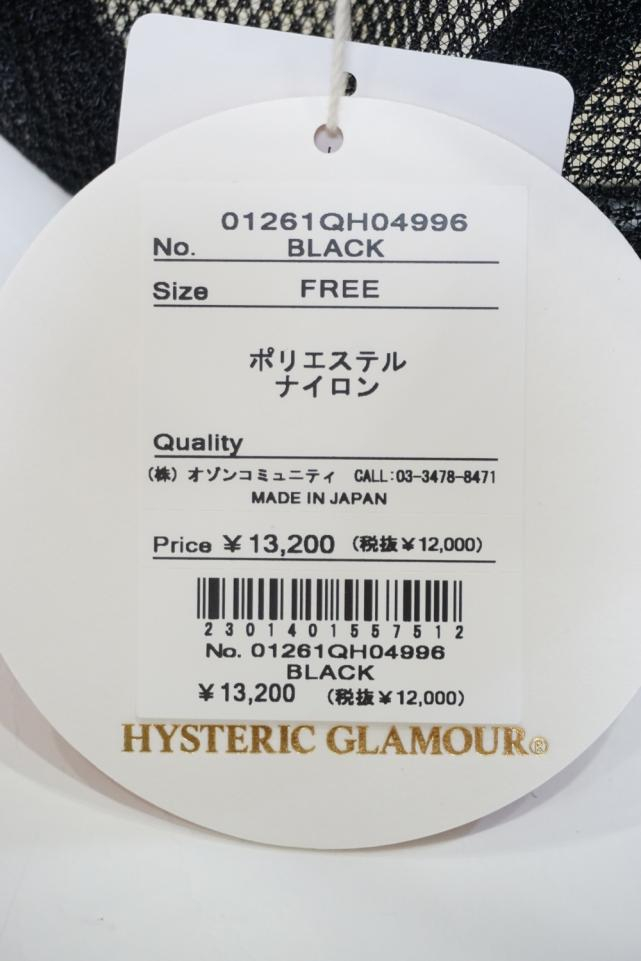 01261QH04996
No. BLACK
Size FREE
ポリエステル
ナイロン
Quality
（株）オゾンコミュニティ CALL:03-3478-8471
MADE IN JAPAN
Price ￥13,200 （税抜￥12,000）
2301401557512
No. 01261QH04996
BLACK
￥13,200 （税抜￥12,000）
HYSTERIC GLAMOUR®